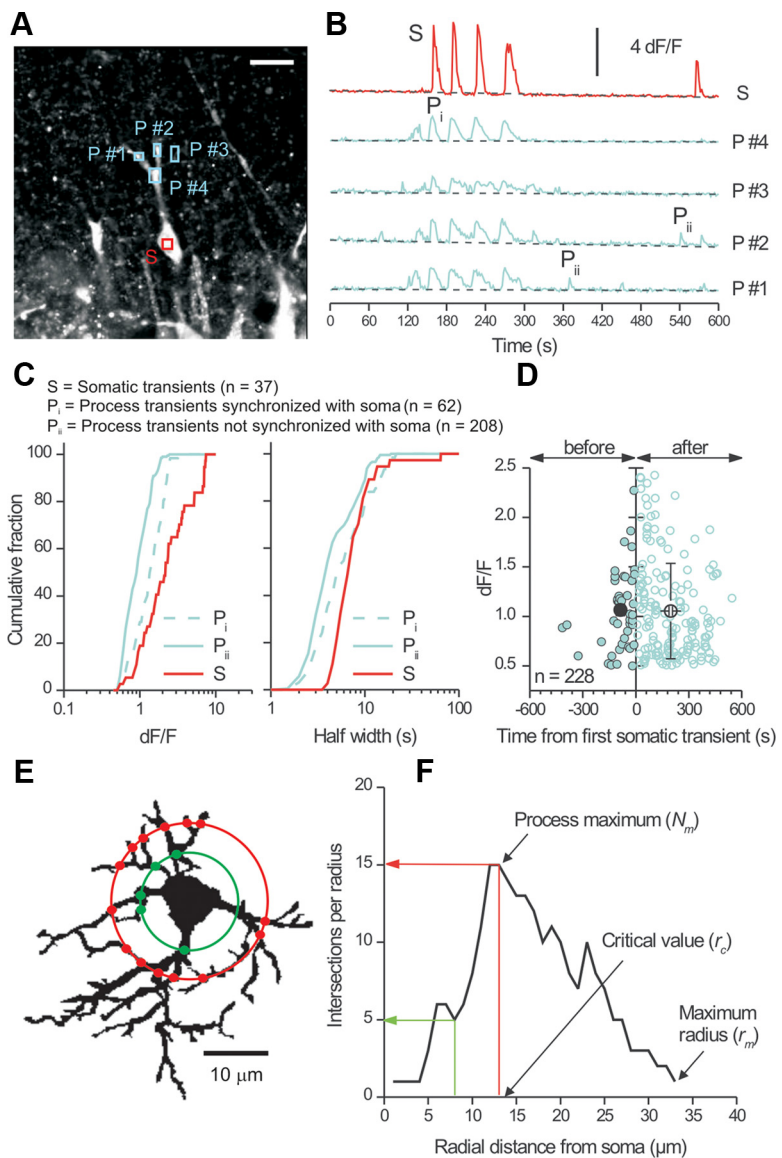 A
P #1
P #2
P #3
P #4
S
B
S
4 dF/F
S
Pi
P #4
P #3
Pii
P #2
Pii
P #1
0 60 120 180 240 300 360 420 480 540 600
Time (s)
C
S = Somatic transients (n = 37)
Pi = Process transients synchronized with soma (n = 62)
Pii = Process transients not synchronized with soma (n = 208)
Cumulative fraction
100
80
60
40
20
0
Pi
Pii
S
0.1 1 10
dF/F
Pi
Pii
S
1 10 100
Half width (s)
D
before after
dF/F
2.5
2.0
1.5
1.0
0.5
n = 228
-600 -300 0 300 600
Time from first somatic transient (s)
E
10 μm
F
Intersections per radius
20
15
10
5
0
Process maximum (Nm)
Critical value (rc)
Maximum
radius (rm)
0 5 10 15 20 25 30 35 40
Radial distance from soma (μm)